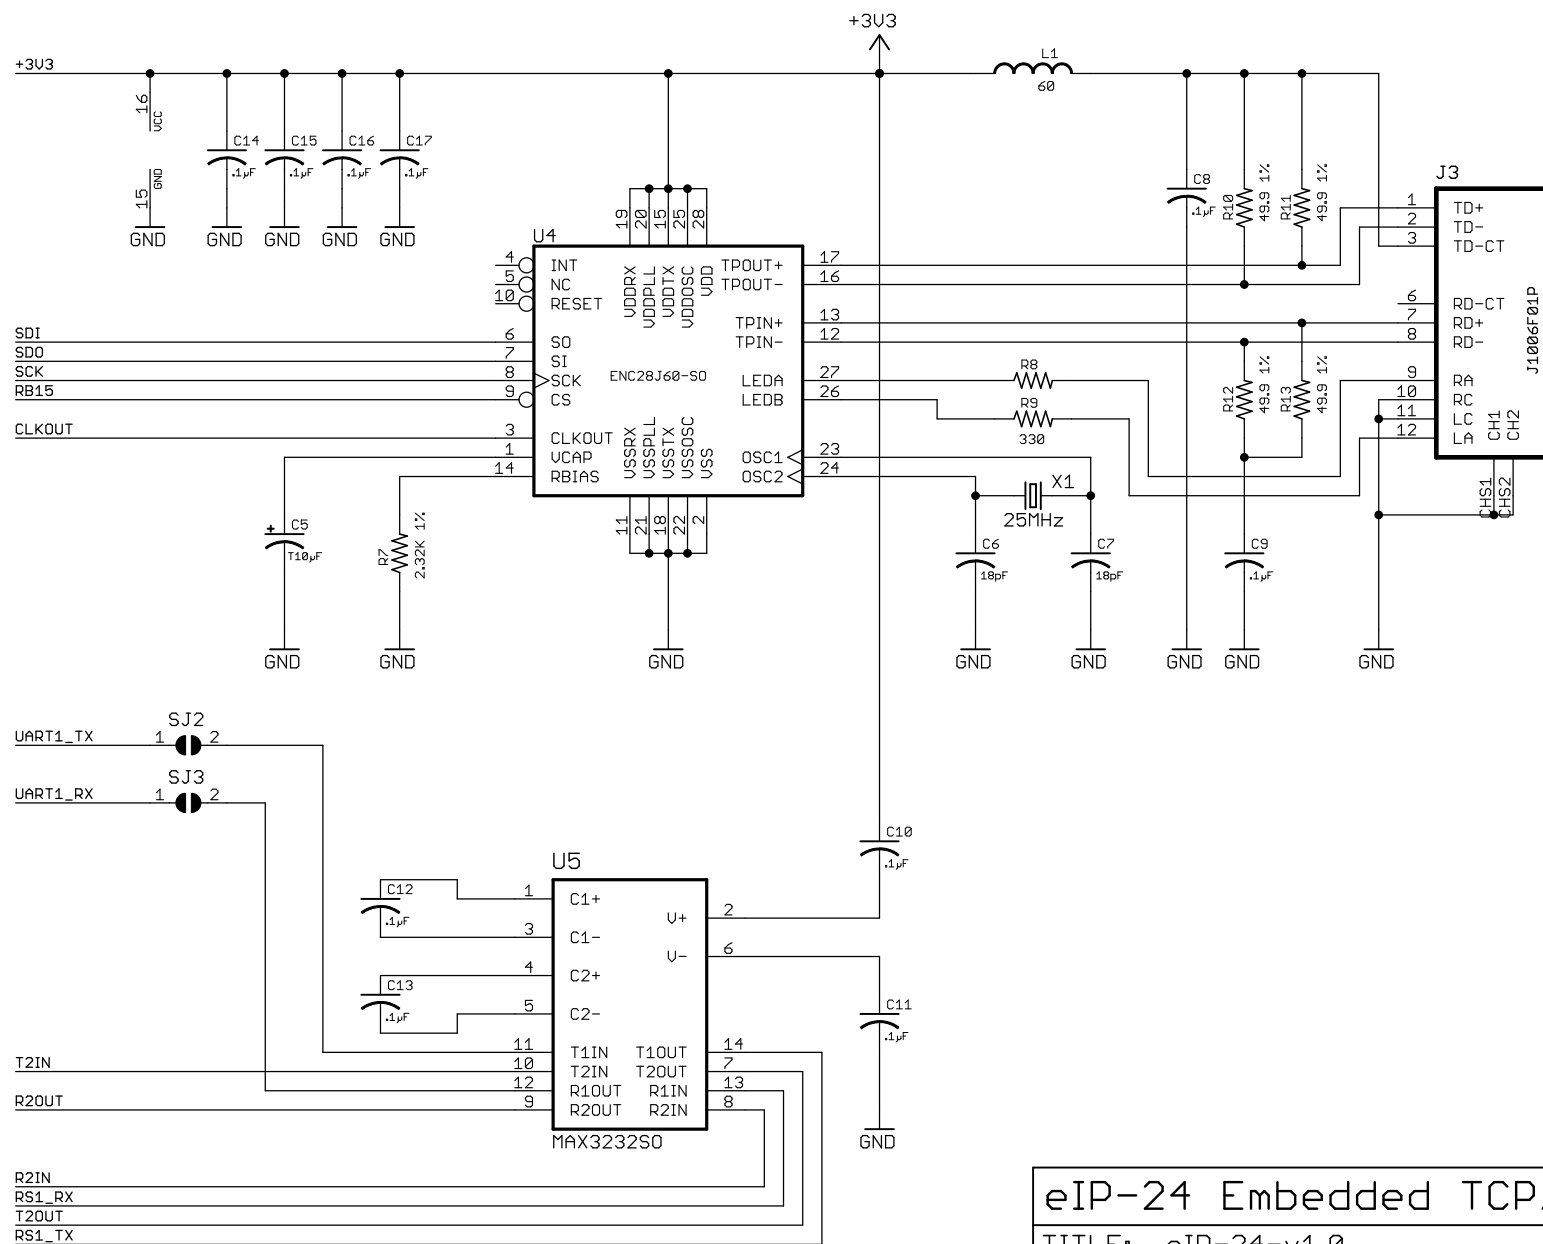 +3V3
+3V3
L1
60
16
VCC
15
GND
GND
C14
.1µF
GND
C15
.1µF
GND
C16
.1µF
GND
C17
.1µF
GND
C8
.1µF
R10
49.9 1%
R11
49.9 1%
J3
U4
19
20
15
25
28
4 INT
5 NC
10 RESET
VDDRX
VDDPLL
VDDTX
VDDOSC
VDD
TPOUT+ 17
TPOUT- 16
TPIN+ 13
TPIN- 12
1 TD+
2 TD-
3 TD-CT
6 RD-CT
7 RD+
8 RD-
9 RA
10 RC
11 LC
12 LA
CH1
CH2
CHS1
CHS2
J1006F01P
SDI 6 SO
SDO 7 SI
SCK 8 SCK
RB15 9 CS
CLKOUT 3 CLKOUT
1 VCAP
14 RBIAS
ENC28J60-SO
LEDA 27
LEDB 26
OSC1 23
OSC2 24
VSSRX
VSSPLL
VSSTX
VSSOSC
VSS
11
21
18
22
2
R8
R9
330
R12
49.9 1%
R13
49.9 1%
X1
25MHz
C5
+
T10µF
R7
2.32K 1%
C6
18pF
C7
18pF
C9
.1µF
GND
GND
GND
GND
GND
GND
GND
GND
UART1_TX 1 SJ2 2
UART1_RX 1 SJ3 2
C10
.1µF
U5
C12
.1µF
C13
.1µF
1 C1+
3 C1-
4 C2+
5 C2-
V+ 2
V- 6
C11
.1µF
11 T1IN T1OUT 14
T2IN 10 T2IN T2OUT 7
12 R1OUT R1IN 13
R2OUT 9 R2OUT R2IN 8
MAX3232SO
GND
R2IN
RS1_RX
T2OUT
RS1_TX
eIP-24 Embedded TCP
TITLE: eIP-24-v1.0